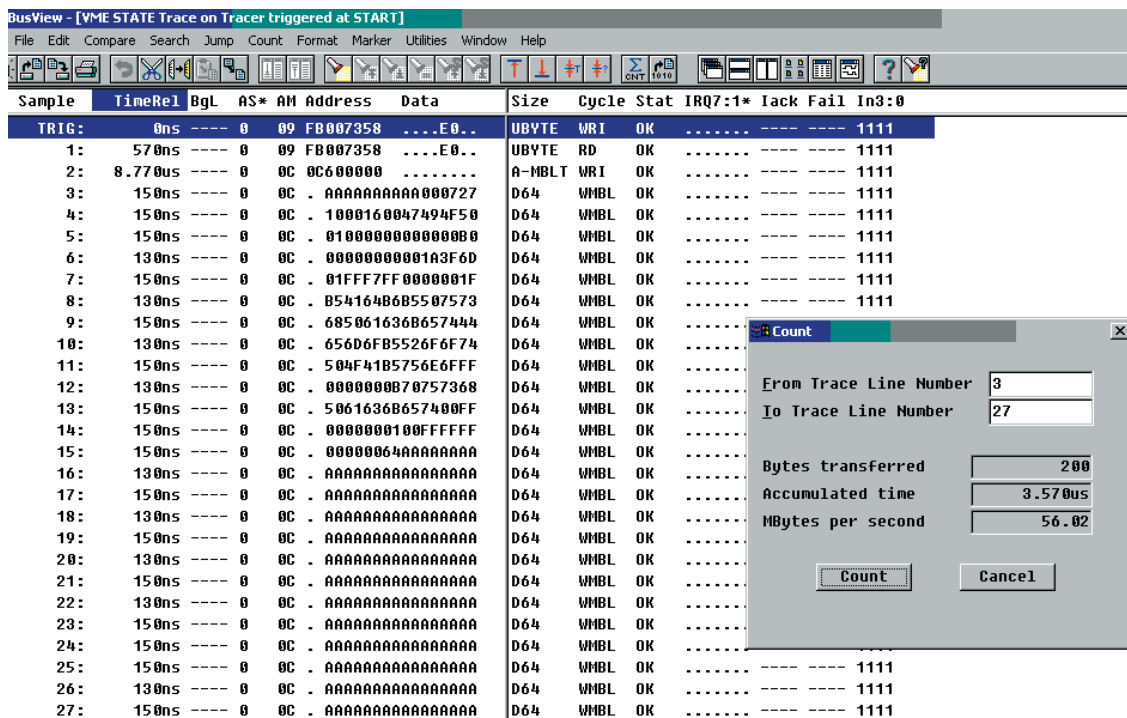 BusView - [VME STATE Trace on Tracer triggered at START]
File Edit Compare Search Jump Count Format Marker Utilities Window Help
Sample TimeRel BgL AS* AM Address Data Size Cycle Stat IRQ7:1* Iack Fail In3:0
TRIG: 0ns ---- 0 09 FB007358 ....E0.. UBYTE WRI OK ....... ---- ---- 1111
1: 570ns ---- 0 09 FB007358 ....E0.. UBYTE RD OK ....... ---- ---- 1111
2: 8.770us ---- 0 0C 0C600000 ........ A-MBLT WRI OK ....... ---- ---- 1111
3: 150ns ---- 0 0C . AAAAAAAAAA000727 D64 WMBL OK ....... ---- ---- 1111
4: 150ns ---- 0 0C . 1000160047494F50 D64 WMBL OK ....... ---- ---- 1111
5: 150ns ---- 0 0C . 01000000000000B0 D64 WMBL OK ....... ---- ---- 1111
6: 130ns ---- 0 0C . 00000000001A3F6D D64 WMBL OK ....... ---- ---- 1111
7: 150ns ---- 0 0C . 01FFF7FF0000001F D64 WMBL OK ....... ---- ---- 1111
8: 130ns ---- 0 0C . B54164B6B5507573 D64 WMBL OK ....... ---- ---- 1111
9: 150ns ---- 0 0C . 685061636B657444 D64 WMBL OK .......
10: 130ns ---- 0 0C . 656D6FB5526F6F74 D64 WMBL OK .......
11: 150ns ---- 0 0C . 504F41B5756E6FFF D64 WMBL OK .......
12: 130ns ---- 0 0C . 0000000B70757368 D64 WMBL OK .......
13: 150ns ---- 0 0C . 5061636B657400FF D64 WMBL OK .......
14: 150ns ---- 0 0C . 0000000100FFFFFF D64 WMBL OK .......
15: 150ns ---- 0 0C . 00000064AAAAAAAA D64 WMBL OK .......
16: 130ns ---- 0 0C . AAAAAAAAAAAAAAAA D64 WMBL OK .......
17: 150ns ---- 0 0C . AAAAAAAAAAAAAAAA D64 WMBL OK .......
18: 130ns ---- 0 0C . AAAAAAAAAAAAAAAA D64 WMBL OK .......
19: 150ns ---- 0 0C . AAAAAAAAAAAAAAAA D64 WMBL OK .......
20: 130ns ---- 0 0C . AAAAAAAAAAAAAAAA D64 WMBL OK .......
21: 150ns ---- 0 0C . AAAAAAAAAAAAAAAA D64 WMBL OK .......
22: 130ns ---- 0 0C . AAAAAAAAAAAAAAAA D64 WMBL OK .......
23: 150ns ---- 0 0C . AAAAAAAAAAAAAAAA D64 WMBL OK .......
24: 150ns ---- 0 0C . AAAAAAAAAAAAAAAA D64 WMBL OK .......
25: 150ns ---- 0 0C . AAAAAAAAAAAAAAAA D64 WMBL OK ....... ---- ---- 1111
26: 130ns ---- 0 0C . AAAAAAAAAAAAAAAA D64 WMBL OK ....... ---- ---- 1111
27: 150ns ---- 0 0C . AAAAAAAAAAAAAAAA D64 WMBL OK ....... ---- ---- 1111
Count
From Trace Line Number 3
To Trace Line Number 27
Bytes transferred 200
Accumulated time 3.570us
MBytes per second 56.02
Count Cancel